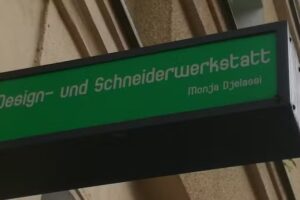 Design- und Schneiderwerkstatt
Monja Djelassi